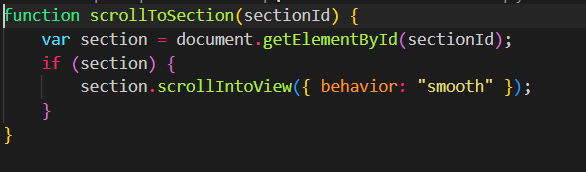 function scrollToSection(sectionId) {
    var section = document.getElementById(sectionId);
    if (section) {
        section.scrollIntoView({ behavior: "smooth" });
    }
}